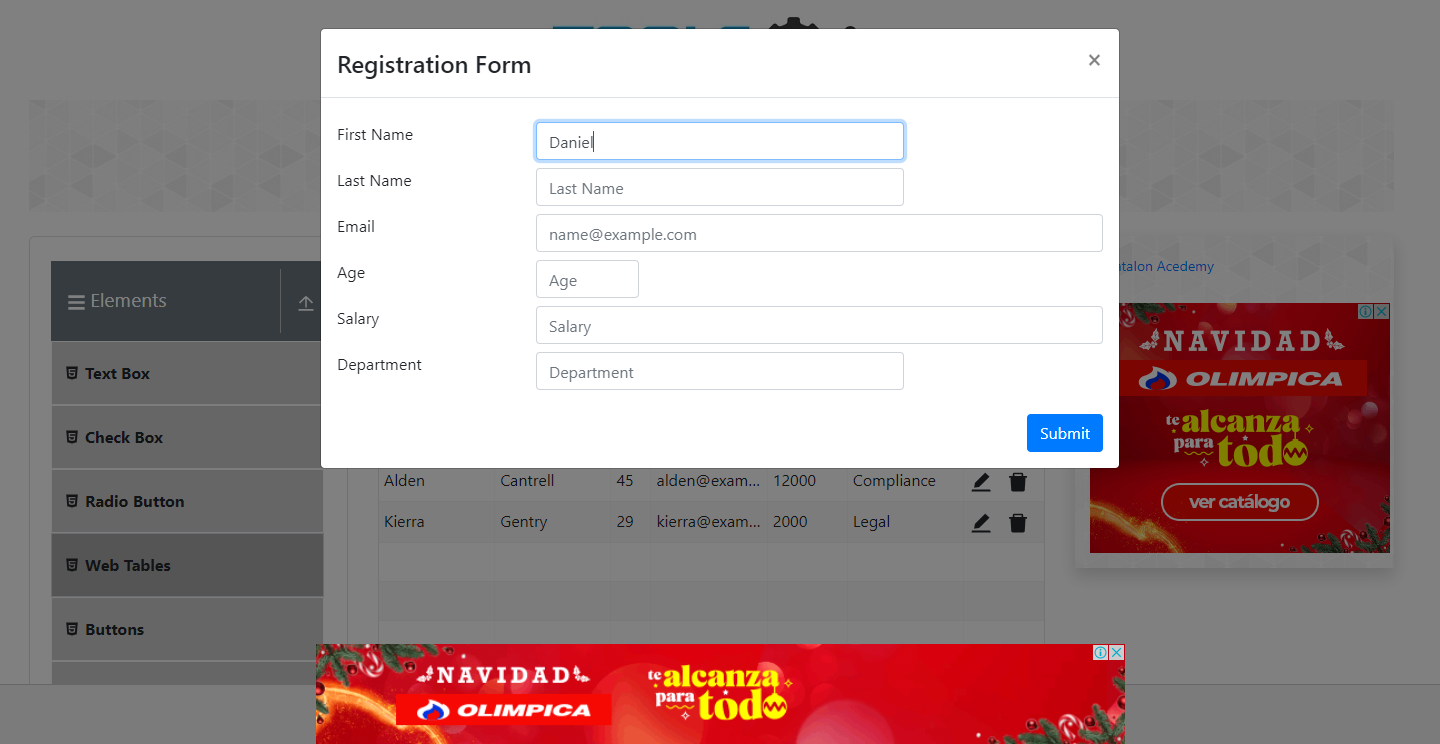 Registration Form
×
First Name
Daniel
Last Name
Last Name
Email
name@example.com
Age
Age
Salary
Salary
Department
Department
Submit
Elements
Text Box
Check Box
Radio Button
Web Tables
Buttons
Alden Cantrell 45 alden@exam... 12000 Compliance
Kierra Gentry 29 kierra@exam... 2000 Legal
Acedemy
NAVIDAD
OLIMPICA
te alcanza
para todo
ver catálogo
NAVIDAD
OLIMPICA
te alcanza
para todo